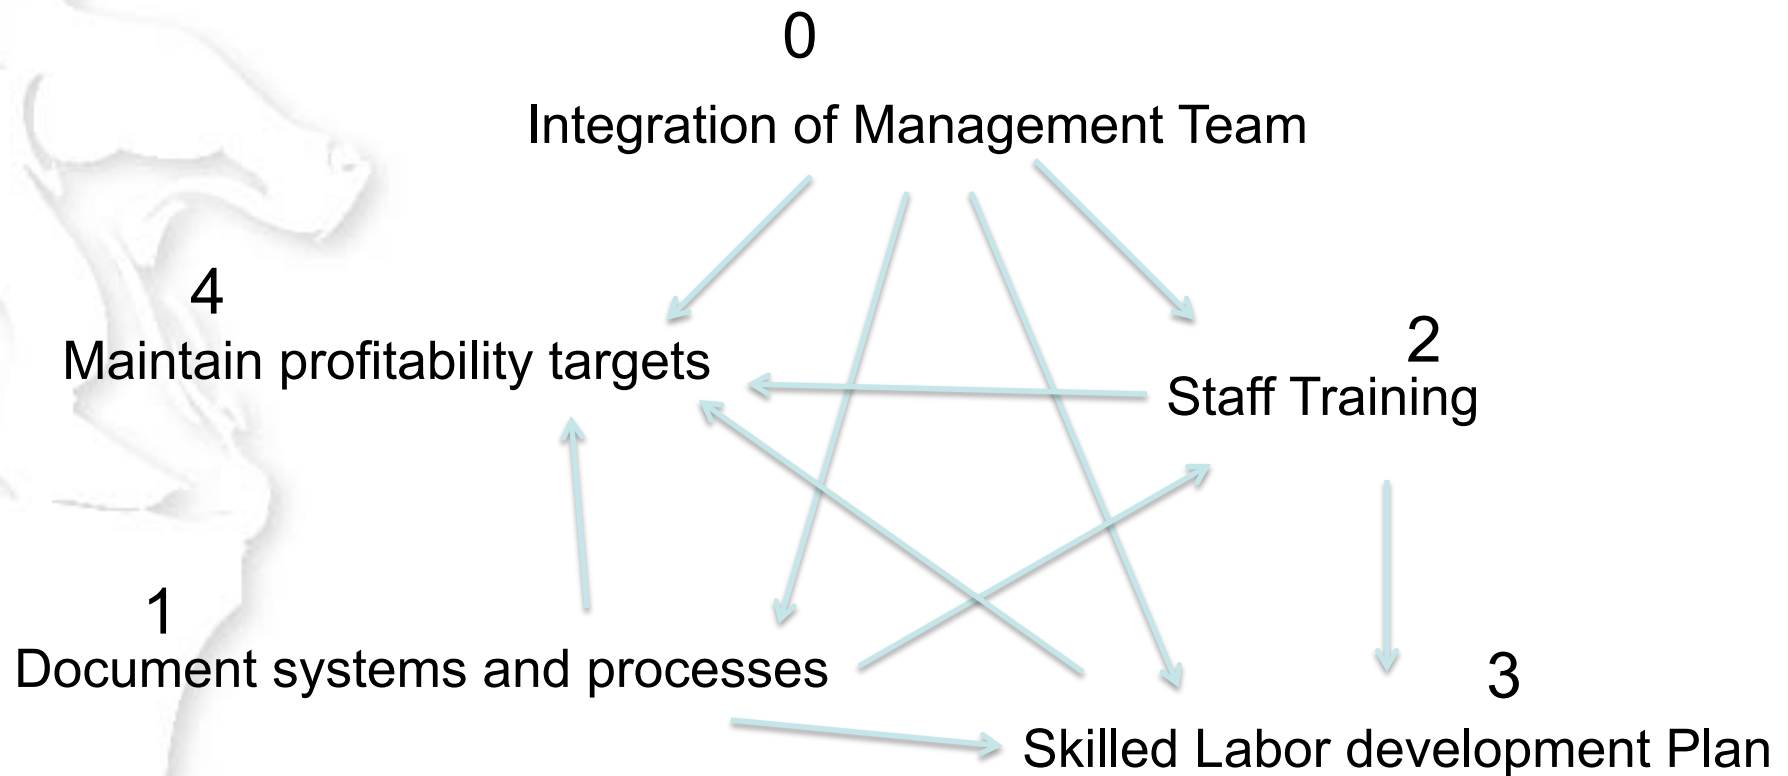 0
Integration of Management Team
4
Maintain profitability targets
2
Staff Training
1
Document systems and processes
3
Skilled Labor development Plan